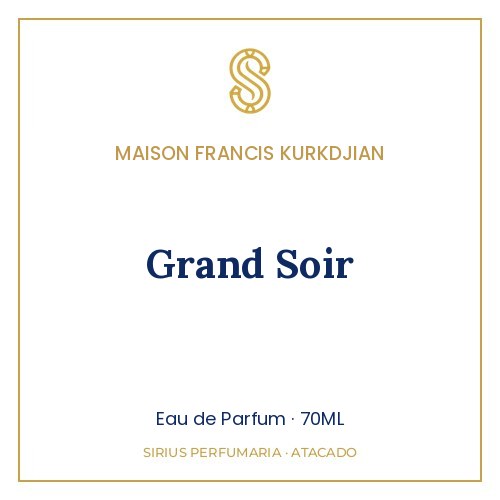 MAISON FRANCIS KURKDJIAN
Grand Soir
Eau de Parfum · 70ML
SIRIUS PERFUMARIA · ATACADO